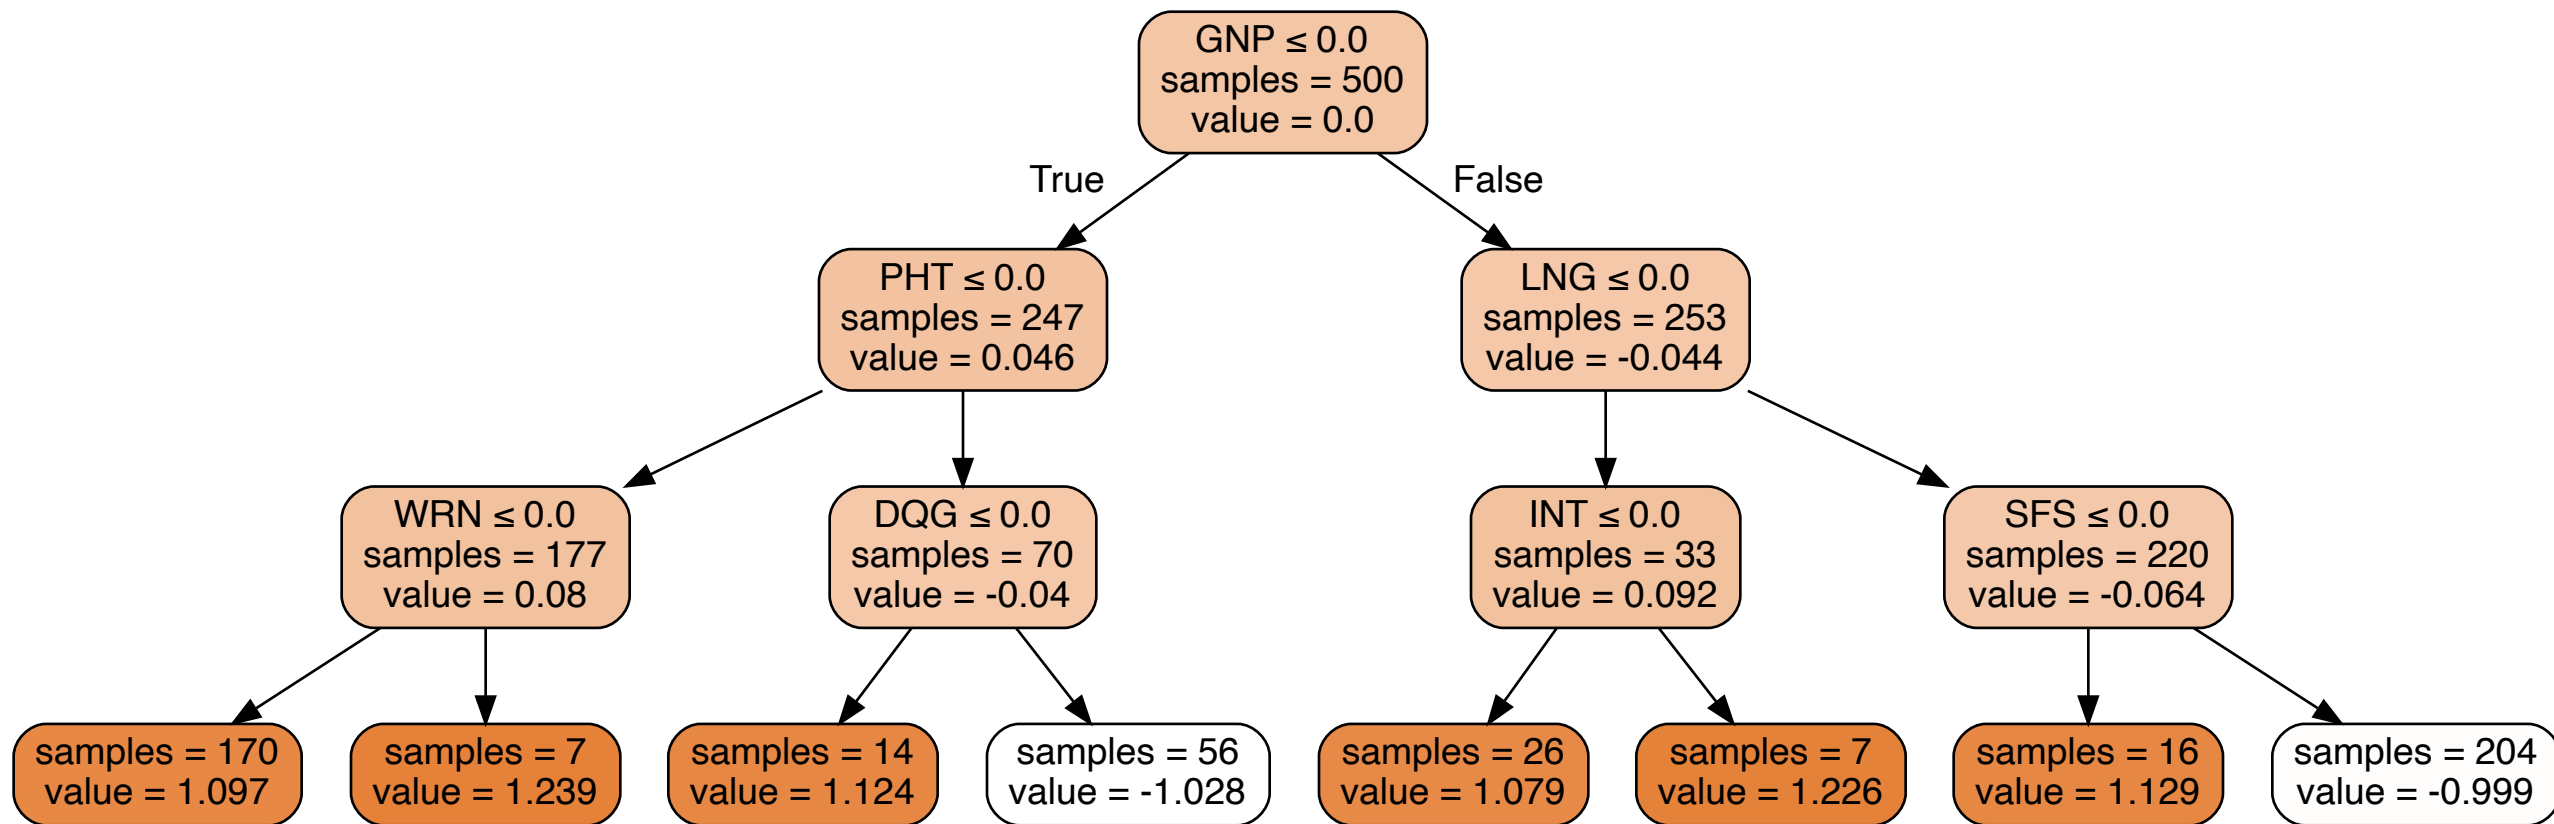 GNP ≤ 0.0
samples = 500
value = 0.0
True
False
PHT ≤ 0.0
samples = 247
value = 0.046
LNG ≤ 0.0
samples = 253
value = -0.044
WRN ≤ 0.0
samples = 177
value = 0.08
DQG ≤ 0.0
samples = 70
value = -0.04
INT ≤ 0.0
samples = 33
value = 0.092
SFS ≤ 0.0
samples = 220
value = -0.064
samples = 170
value = 1.097
samples = 7
value = 1.239
samples = 14
value = 1.124
samples = 56
value = -1.028
samples = 26
value = 1.079
samples = 7
value = 1.226
samples = 16
value = 1.129
samples = 204
value = -0.999